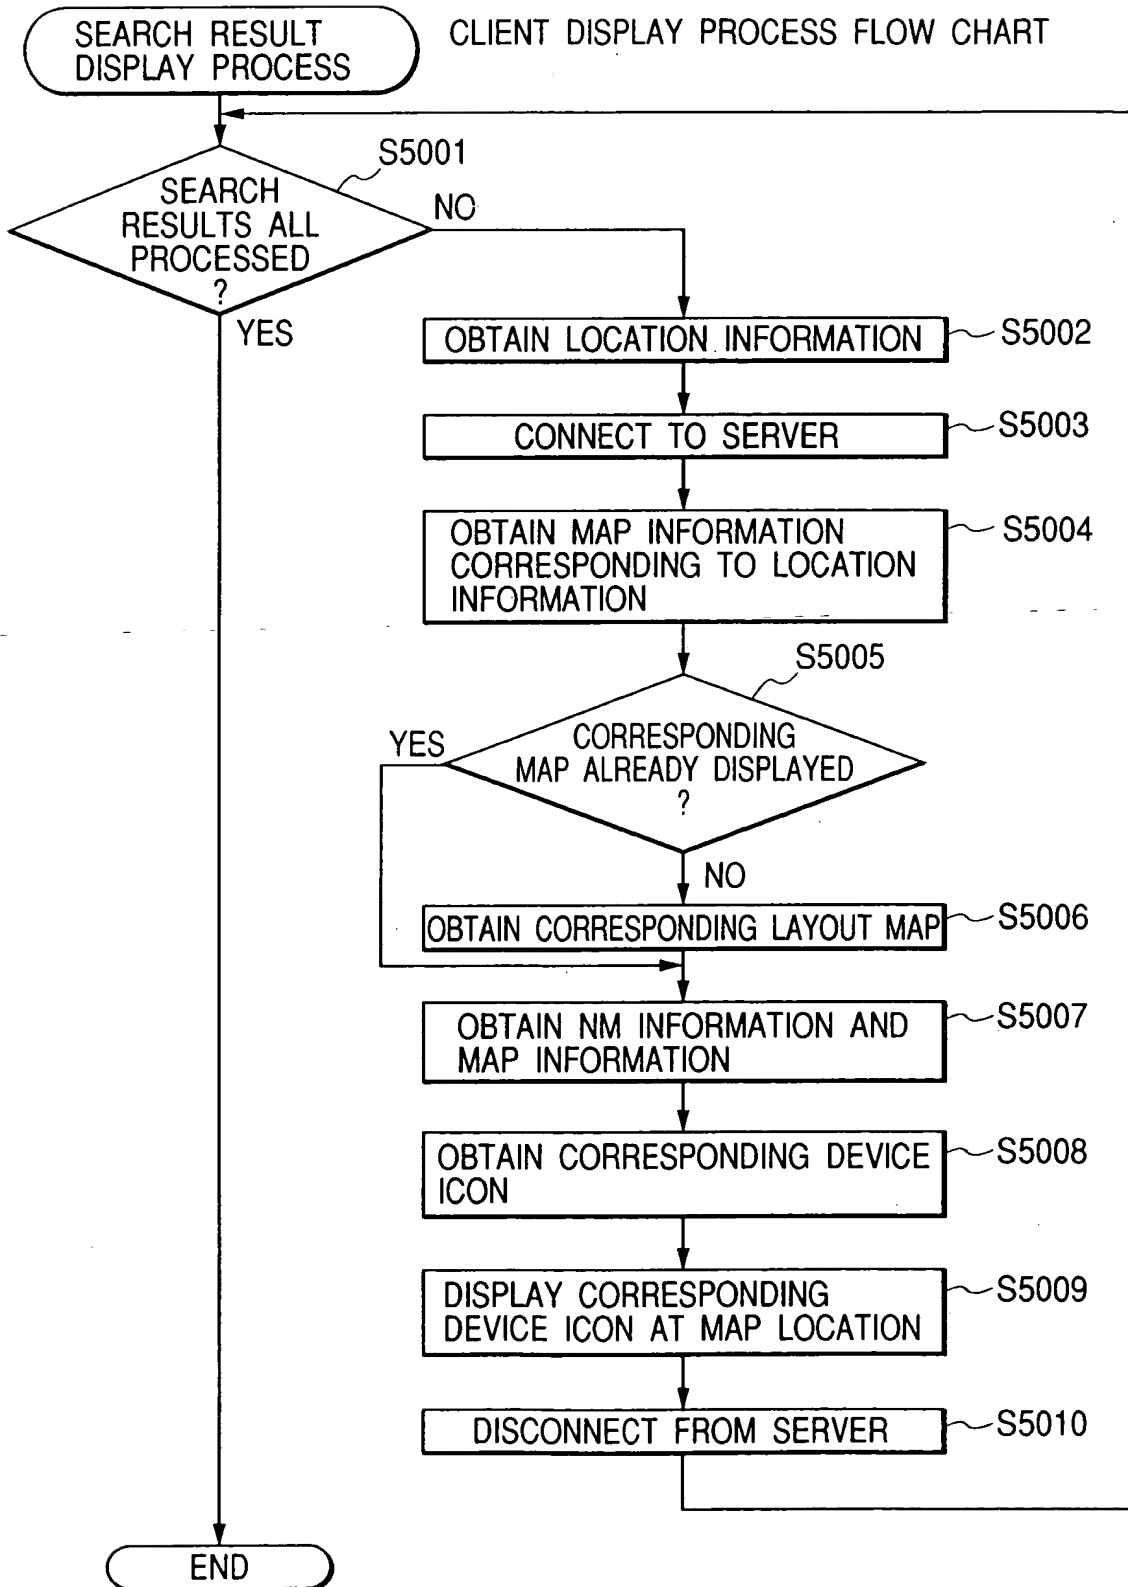 SEARCH RESULT
DISPLAY PROCESS
CLIENT DISPLAY PROCESS FLOW CHART
S5001
SEARCH
RESULTS ALL
PROCESSED
?
NO
YES
OBTAIN LOCATION INFORMATION
S5002
CONNECT TO SERVER
S5003
OBTAIN MAP INFORMATION
CORRESPONDING TO LOCATION
INFORMATION
S5004
S5005
CORRESPONDING
MAP ALREADY DISPLAYED
?
YES
NO
OBTAIN CORRESPONDING LAYOUT MAP
S5006
OBTAIN NM INFORMATION AND
MAP INFORMATION
S5007
OBTAIN CORRESPONDING DEVICE
ICON
S5008
DISPLAY CORRESPONDING
DEVICE ICON AT MAP LOCATION
S5009
DISCONNECT FROM SERVER
S5010
END